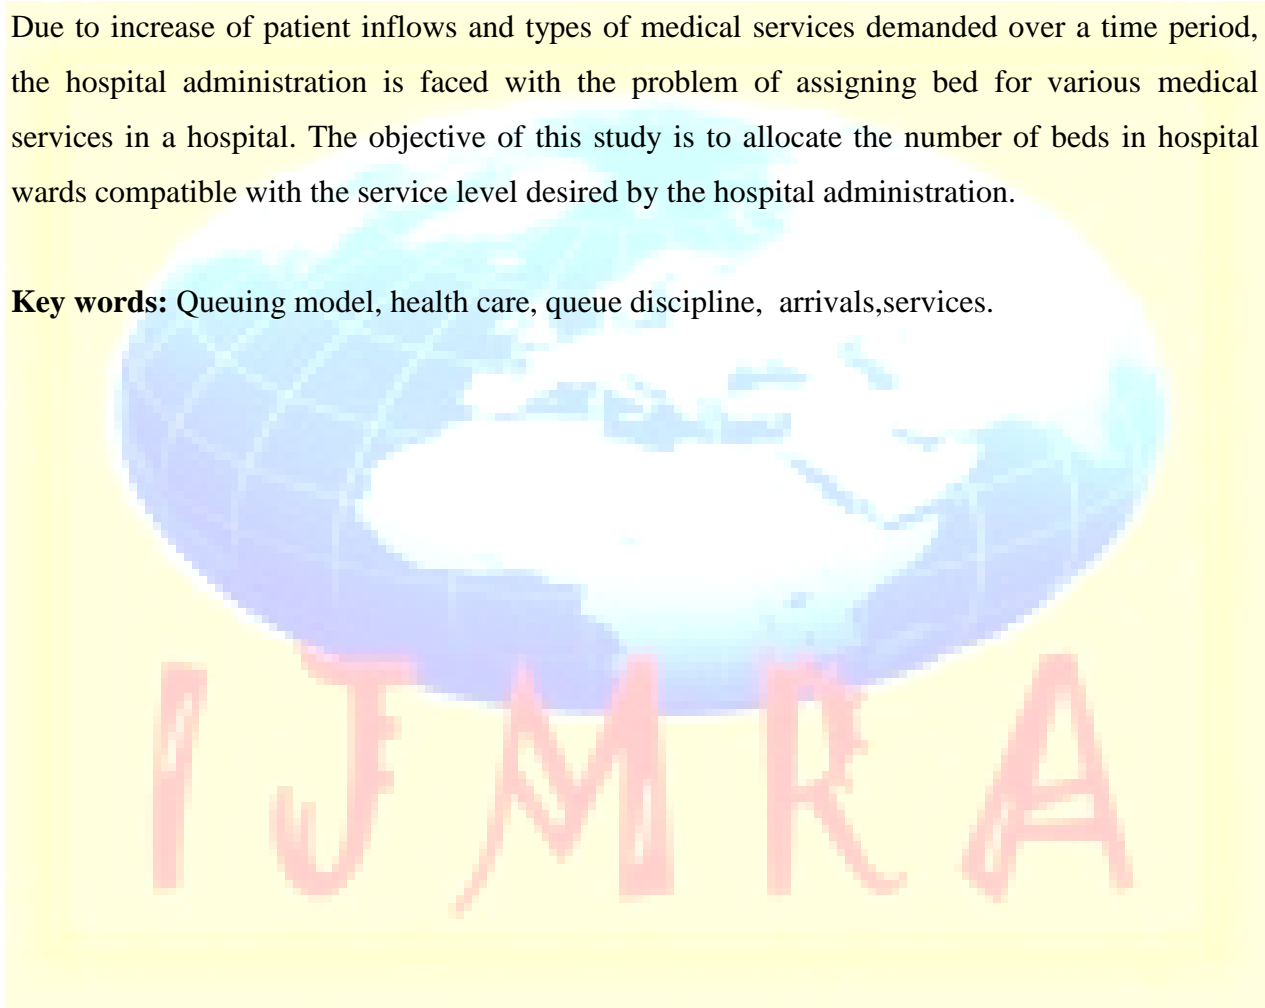 Due to increase of patient inflows and types of medical services demanded over a time period,
the hospital administration is faced with the problem of assigning bed for various medical
services in a hospital. The objective of this study is to allocate the number of beds in hospital
wards compatible with the service level desired by the hospital administration.
Key words: Queuing model, health care, queue discipline, arrivals,services.
IJMRA